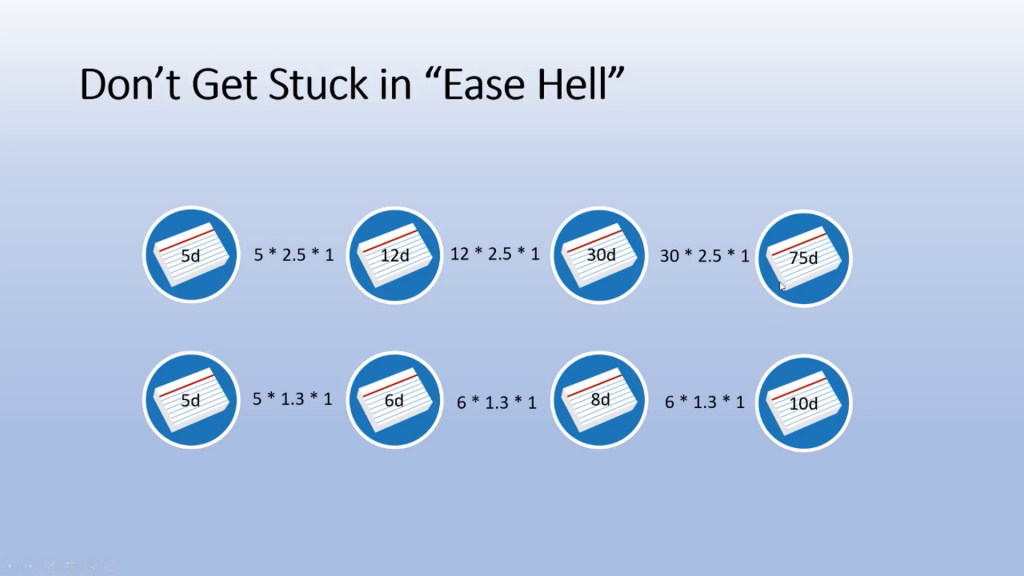 Don’t Get Stuck in “Ease Hell”
5d 5 * 2.5 * 1 12d 12 * 2.5 * 1 30d 30 * 2.5 * 1 75d
5d 5 * 1.3 * 1 6d 6 * 1.3 * 1 8d 6 * 1.3 * 1 10d